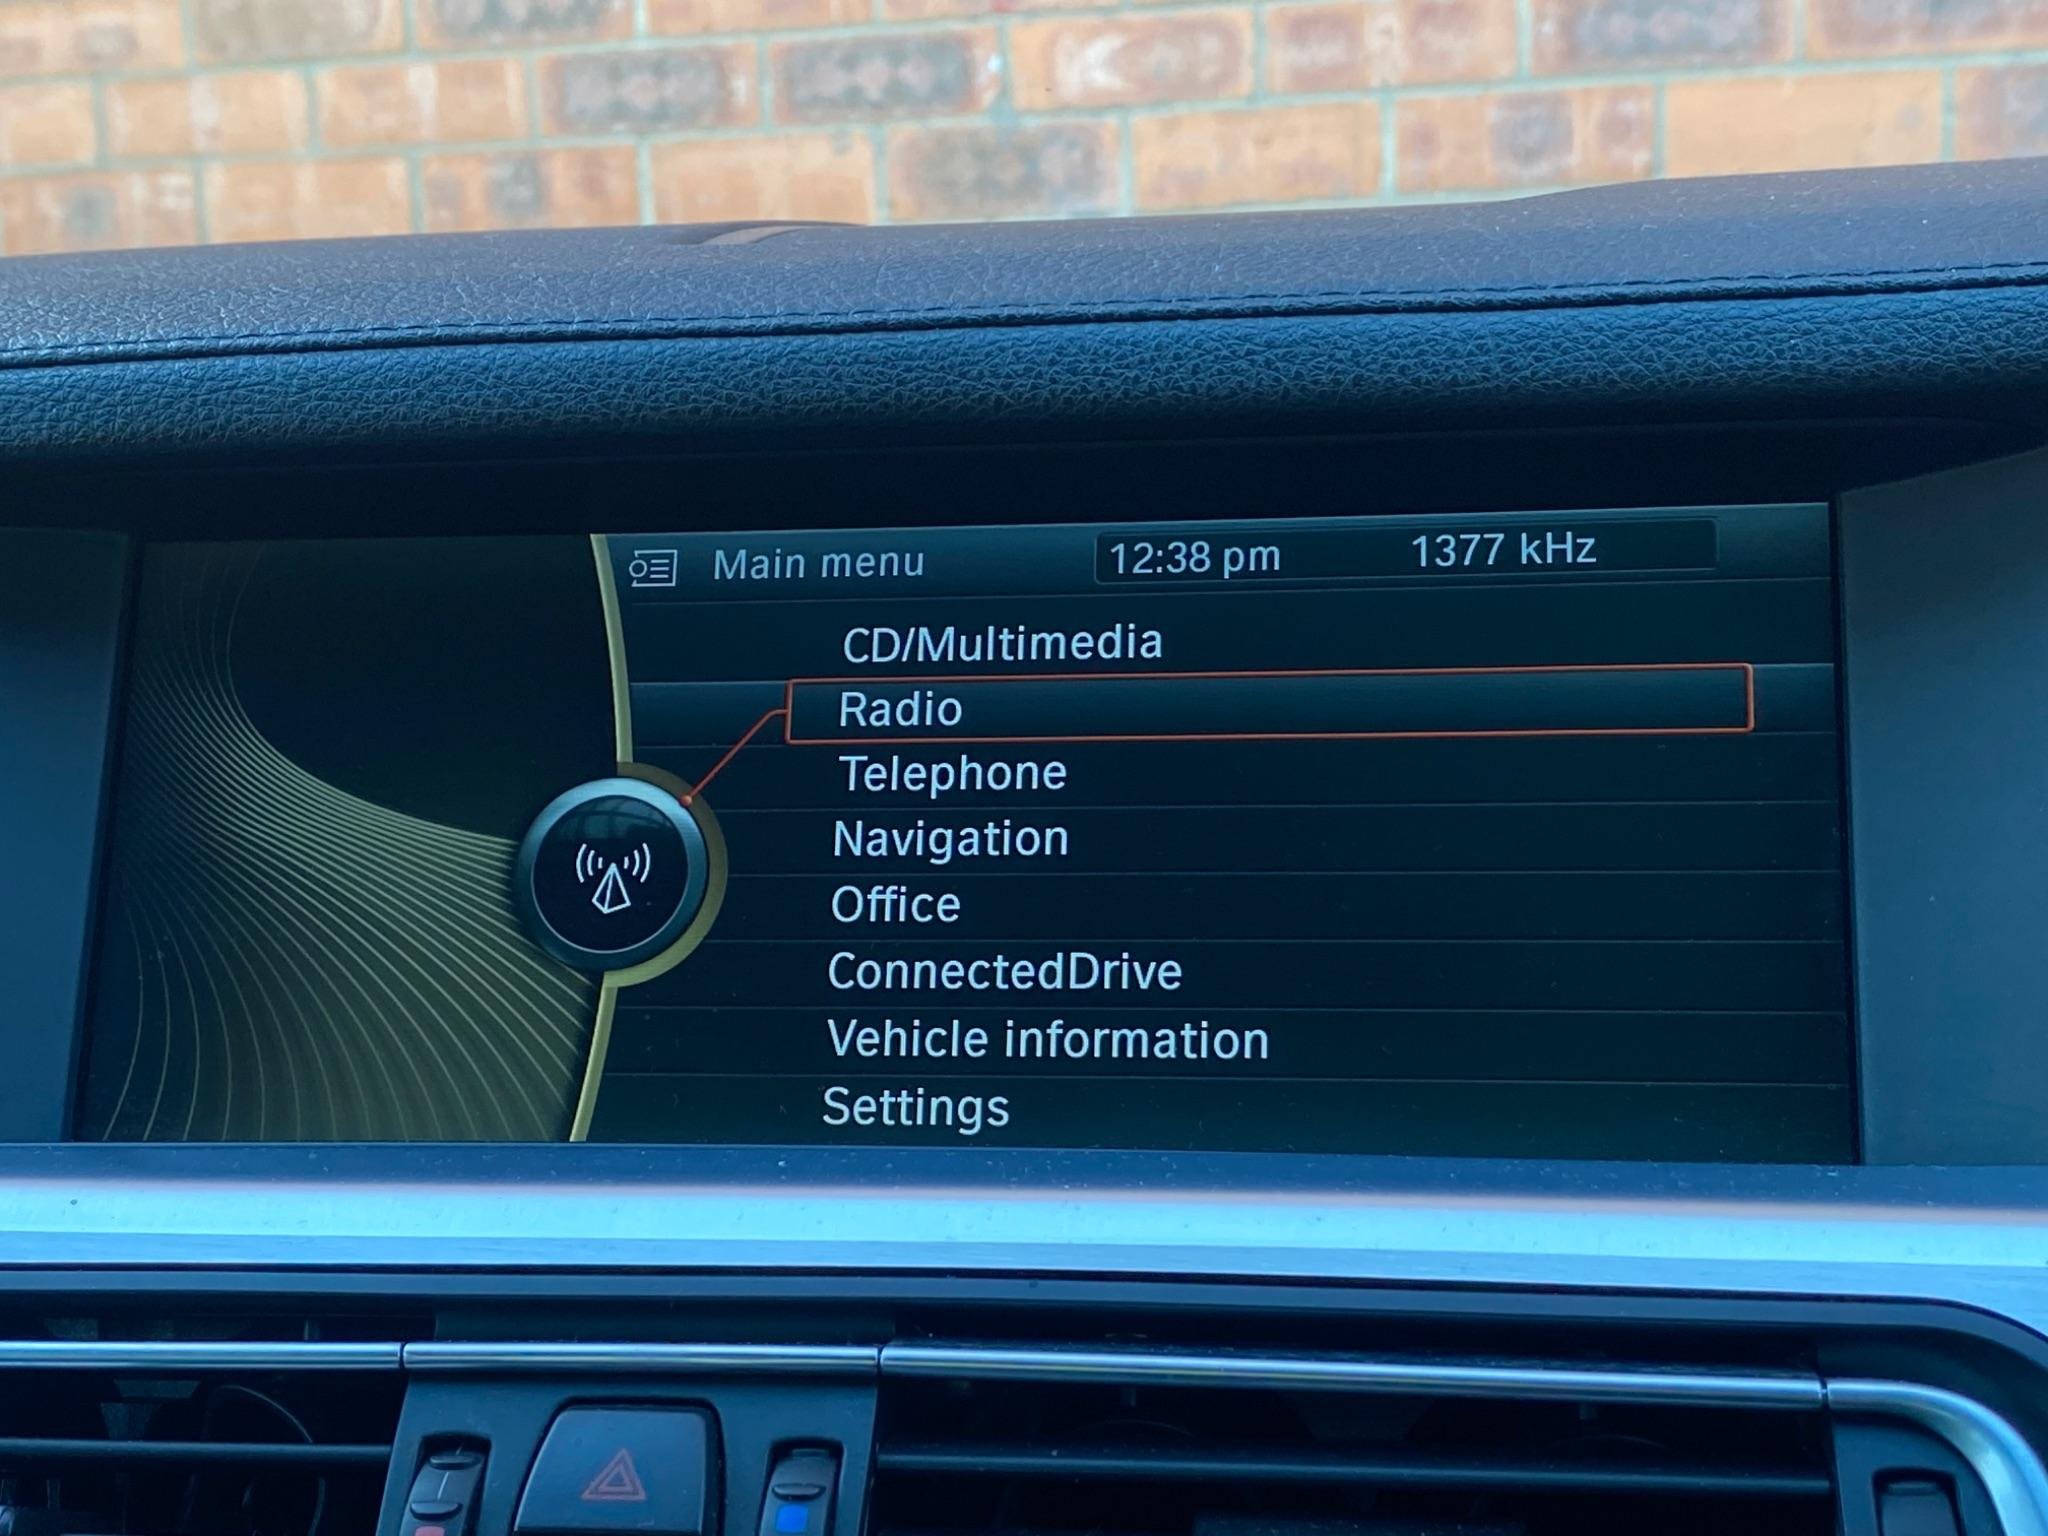 Main menu 12:38 pm 1377 kHz
CD/Multimedia
Radio
Telephone
Navigation
Office
ConnectedDrive
Vehicle information
Settings